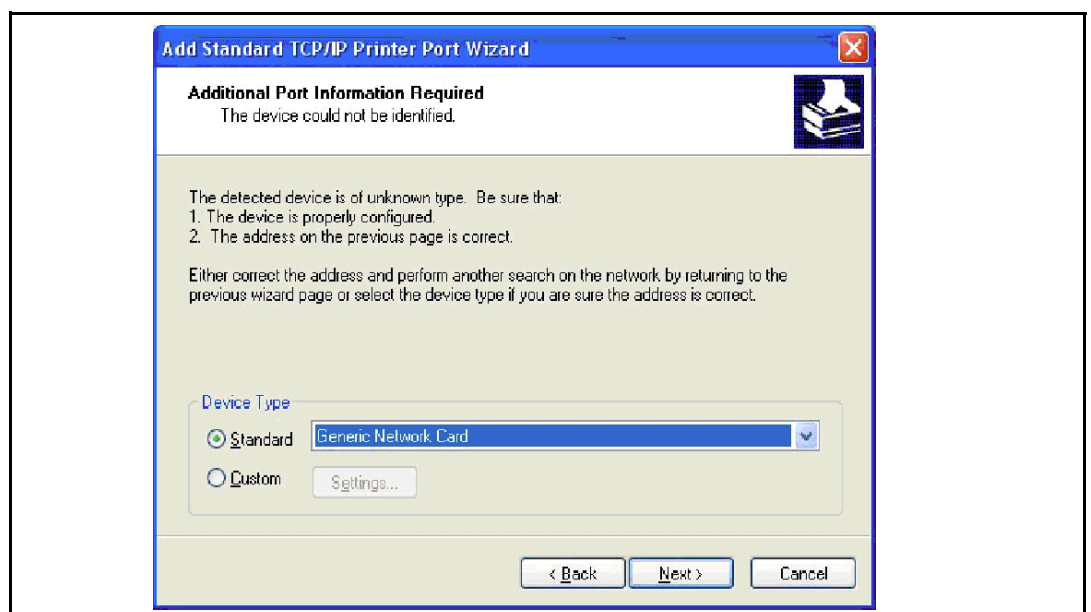 Add Standard TCP/IP Printer Port Wizard
Additional Port Information Required
The device could not be identified.
The detected device is of unknown type. Be sure that:
1. The device is properly configured.
2. The address on the previous page is correct.
Either correct the address and perform another search on the network by returning to the
previous wizard page or select the device type if you are sure the address is correct.
Device Type
Standard
Generic Network Card
Custom
Settings...
< Back
Next >
Cancel